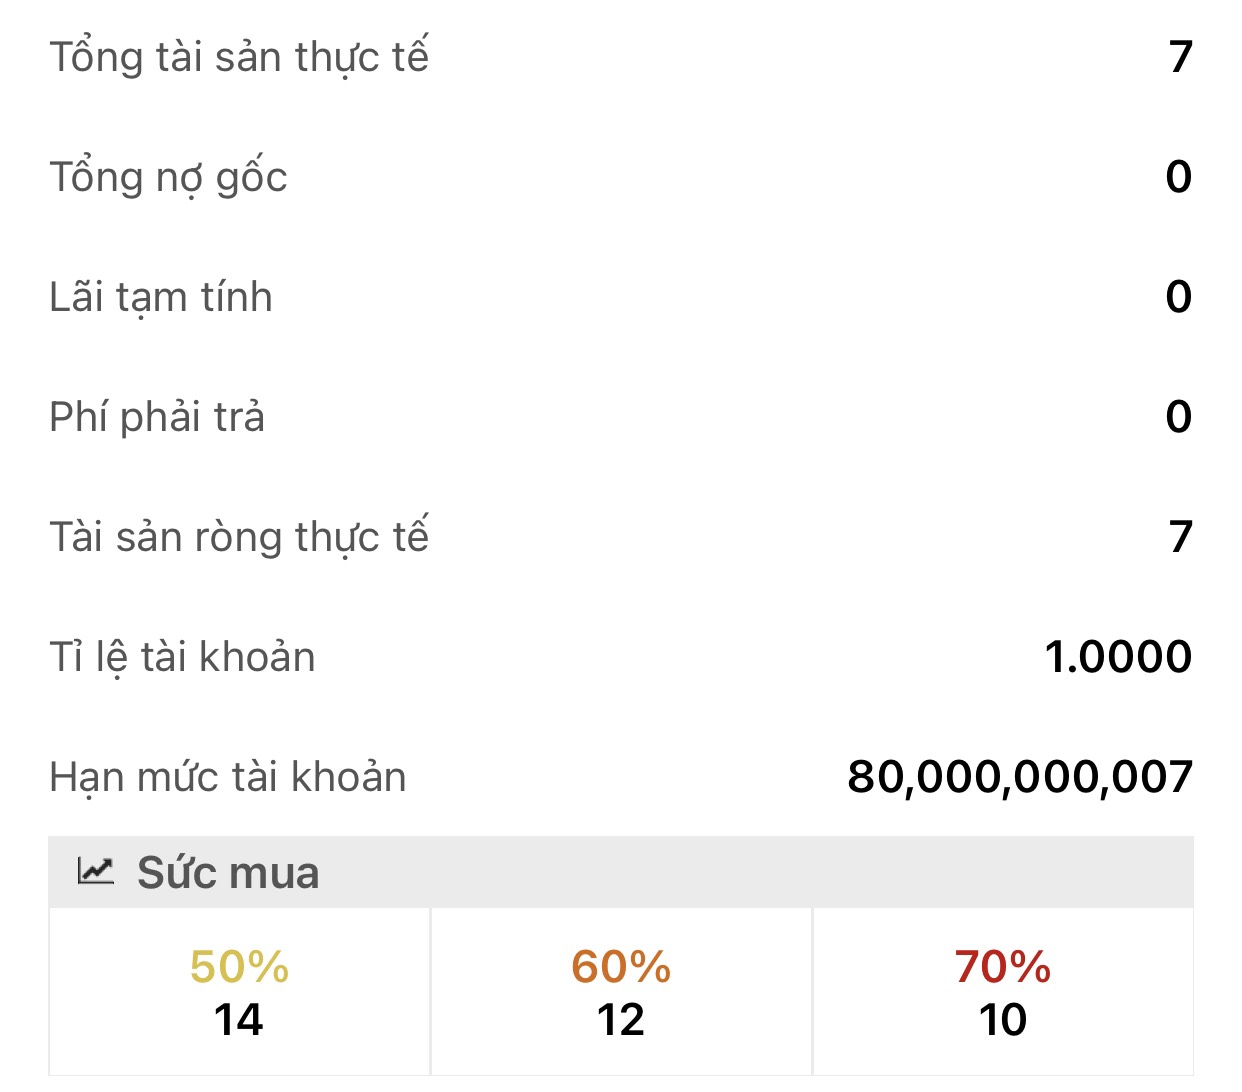 Tổng tài sản thực tế 7
Tổng nợ gốc 0
Lãi tạm tính 0
Phí phải trả 0
Tài sản ròng thực tế 7
Tỉ lệ tài khoản 1.0000
Hạn mức tài khoản 80,000,000,007
Sức mua
50% 60% 70%
14 12 10